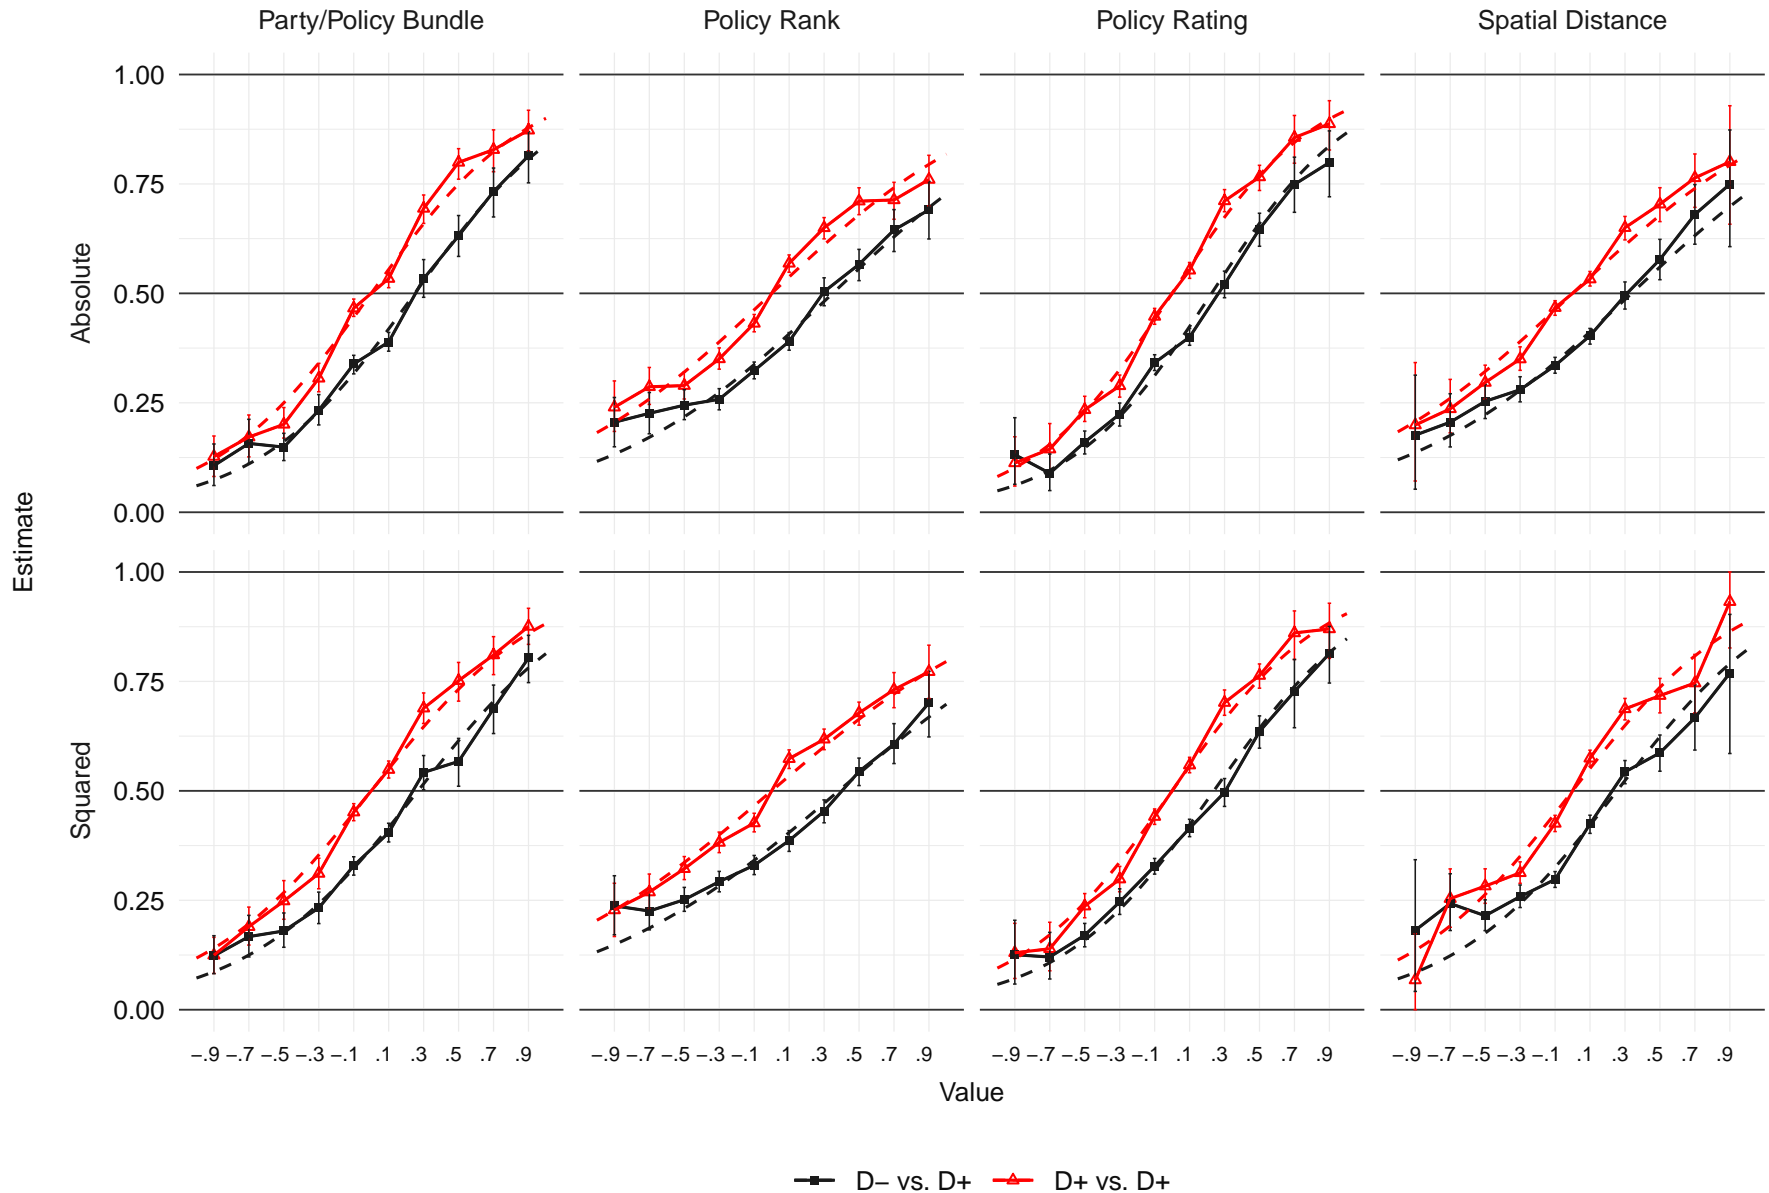 Party/Policy Bundle Policy Rank Policy Rating Spatial Distance
1.00
0.75
0.50
0.25
0.00
Absolute
Estimate
1.00
0.75
0.50
0.25
0.00
Squared
−.9 −.7 −.5 −.3 −.1 .1 .3 .5 .7 .9 −.9 −.7 −.5 −.3 −.1 .1 .3 .5 .7 .9 −.9 −.7 −.5 −.3 −.1 .1 .3 .5 .7 .9 −.9 −.7 −.5 −.3 −.1 .1 .3 .5 .7 .9
Value
D− vs. D+ D+ vs. D+